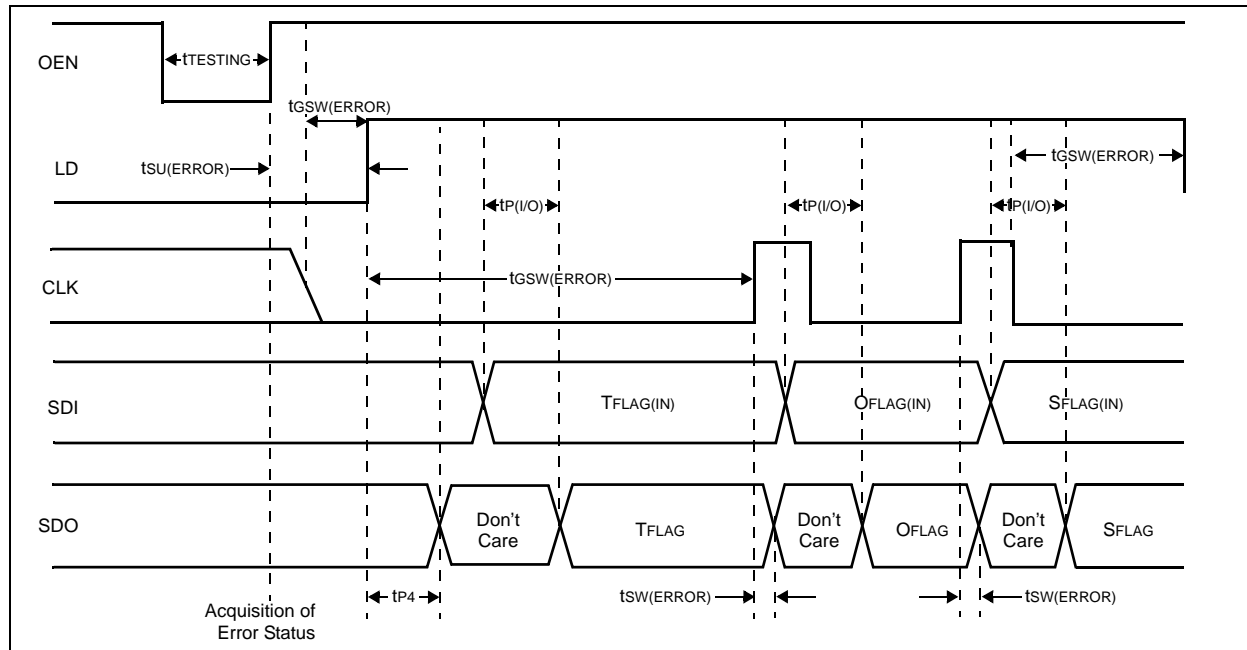 OEN
tTESTING
tGSW(ERROR)
LD
tSU(ERROR)
tGSW(ERROR)
tP(I/O)
tP(I/O)
tP(I/O)
CLK
tGSW(ERROR)
SDI
TFLAG(IN)
OFLAG(IN)
SFLAG(IN)
SDO
Don't
Care
TFLAG
Don't
Care
OFLAG
Don't
Care
SFLAG
tP4
tSW(ERROR)
tSW(ERROR)
Acquisition of
Error Status